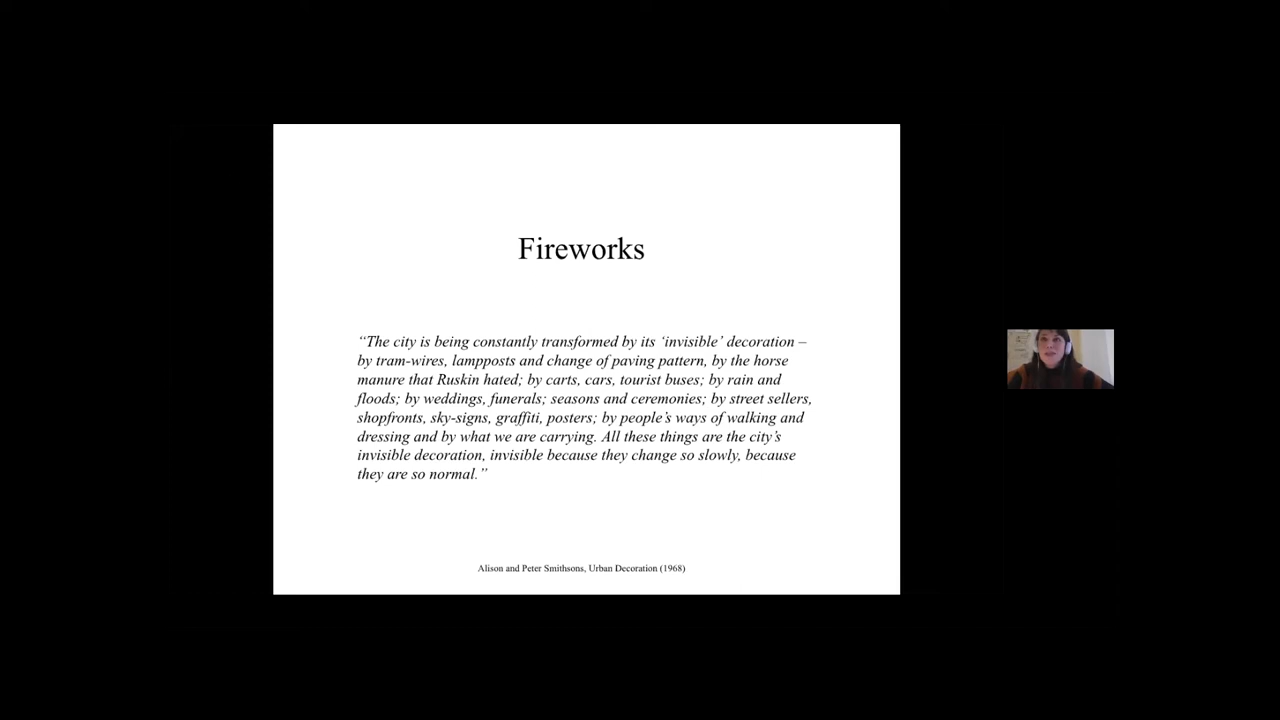 Fireworks
“The city is being constantly transformed by its ‘invisible’ decoration –
by tram-wires, lampposts and change of paving pattern, by the horse
manure that Ruskin hated; by carts, cars, tourist buses; by rain and
floods; by weddings, funerals; seasons and ceremonies; by street sellers,
shopfronts, sky-signs, graffiti, posters; by people’s ways of walking and
dressing and by what we are carrying. All these things are the city’s
invisible decoration, invisible because they change so slowly, because
they are so normal.”
Alison and Peter Smithsons, Urban Decoration (1968)